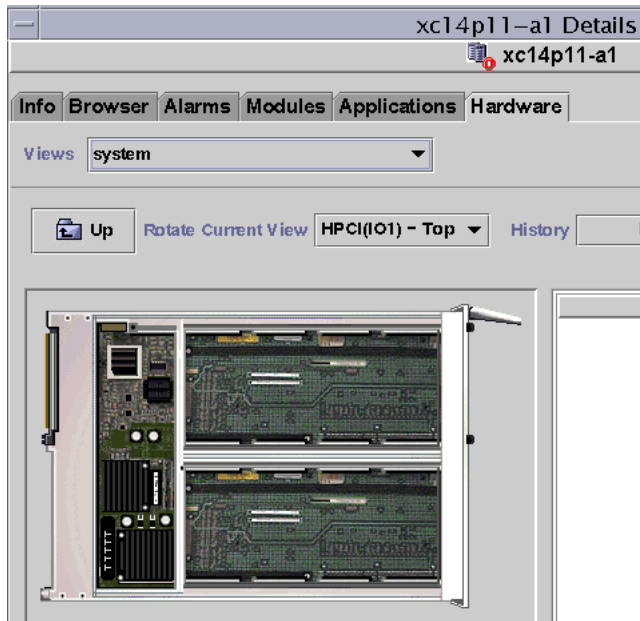 xc14p11-a1 Details
xc14p11-a1
Info Browser Alarms Modules Applications Hardware
Views system
Up Rotate Current View HPCI(IO1) - Top History